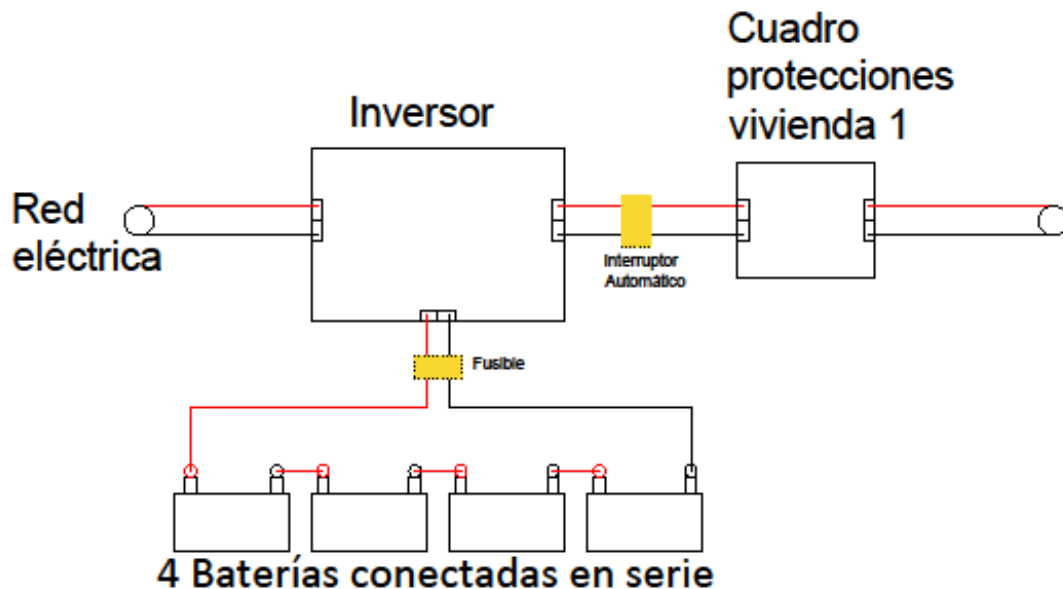 Cuadro
protecciones
vivienda 1
Inversor
Red
eléctrica
Interruptor
Automático
Fusible
4 Baterías conectadas en serie